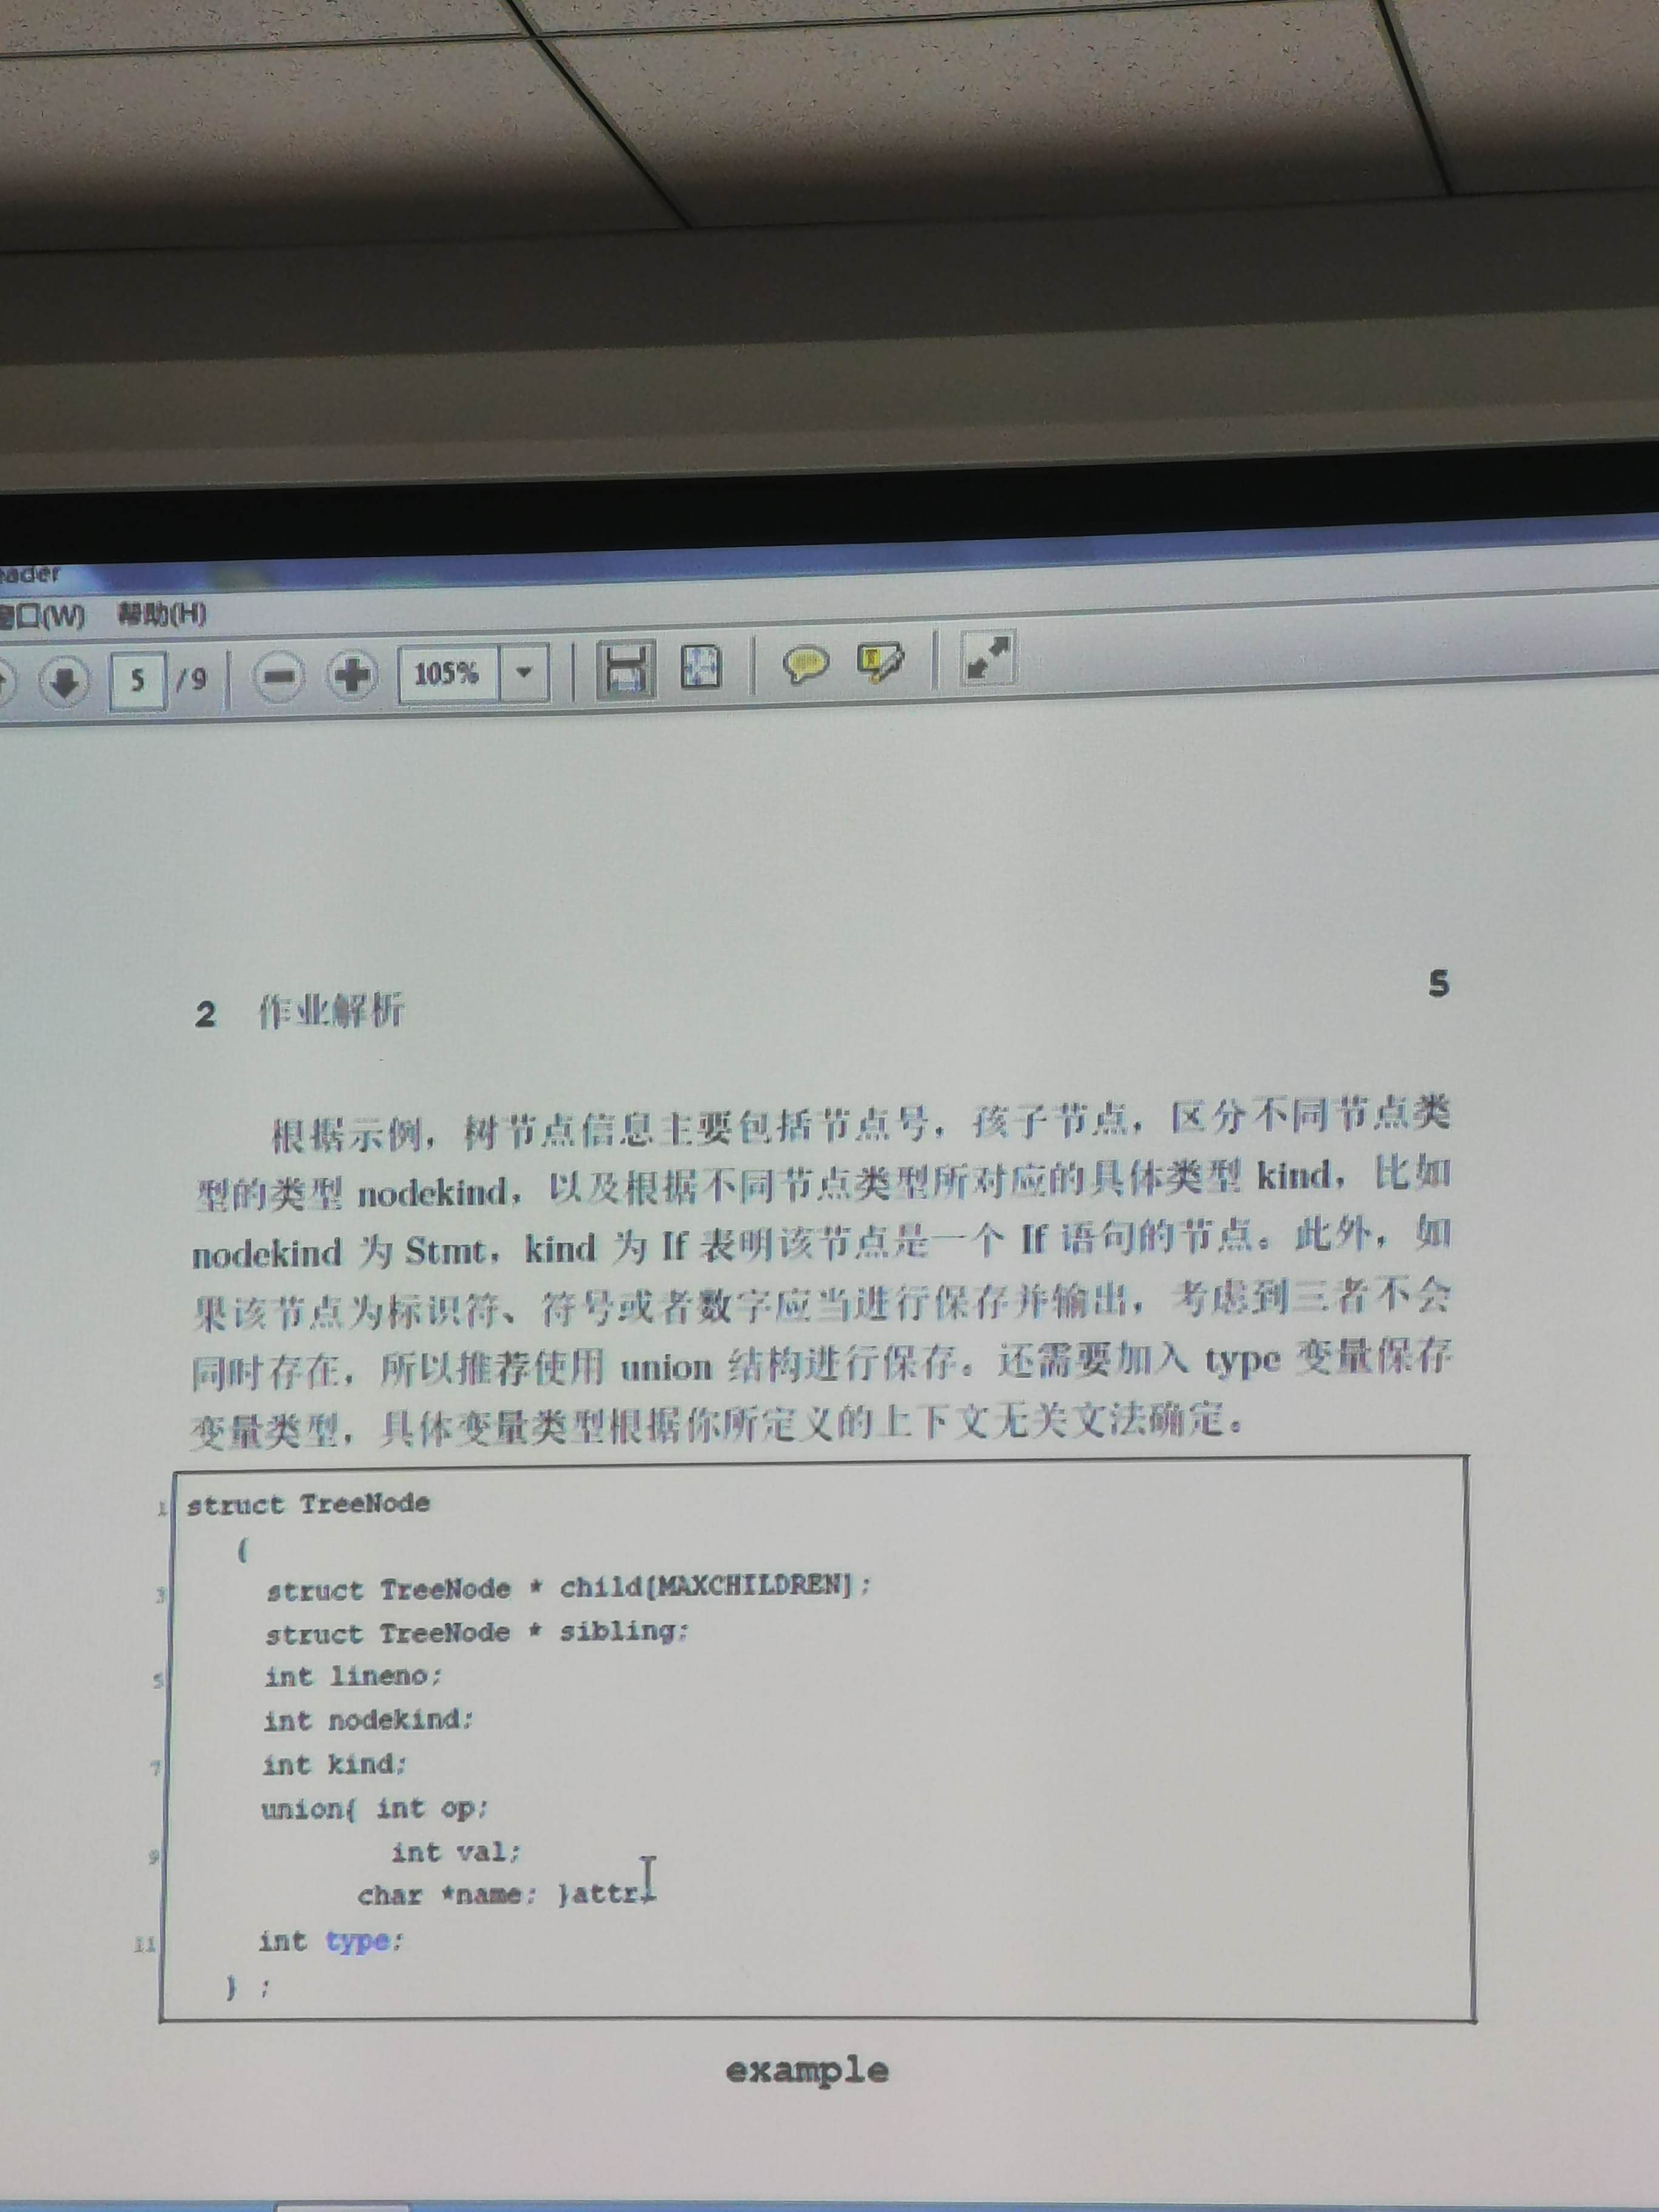 eader
窗口(W) 帮助(H)
5 / 9 105%
2 作业解析 5
根据示例，树节点信息主要包括节点号，孩子节点，区分不同节点类
型的类型 nodekind，以及根据不同节点类型所对应的具体类型 kind，比如
nodekind 为 Stmt，kind 为 If 表明该节点是一个 If 语句的节点。此外，如
果该节点为标识符、符号或者数字应当进行保存并输出，考虑到三者不会
同时存在，所以推荐使用 union 结构进行保存。还需要加入 type 变量保存
变量类型，具体变量类型根据你所定义的上下文无关文法确定。
1 struct TreeNode
{
3 struct TreeNode * child[MAXCHILDREN];
struct TreeNode * sibling;
5 int lineno;
int nodekind;
7 int kind;
union{ int op;
9 int val;
char *name; }attr;
11 int type;
} ;
example